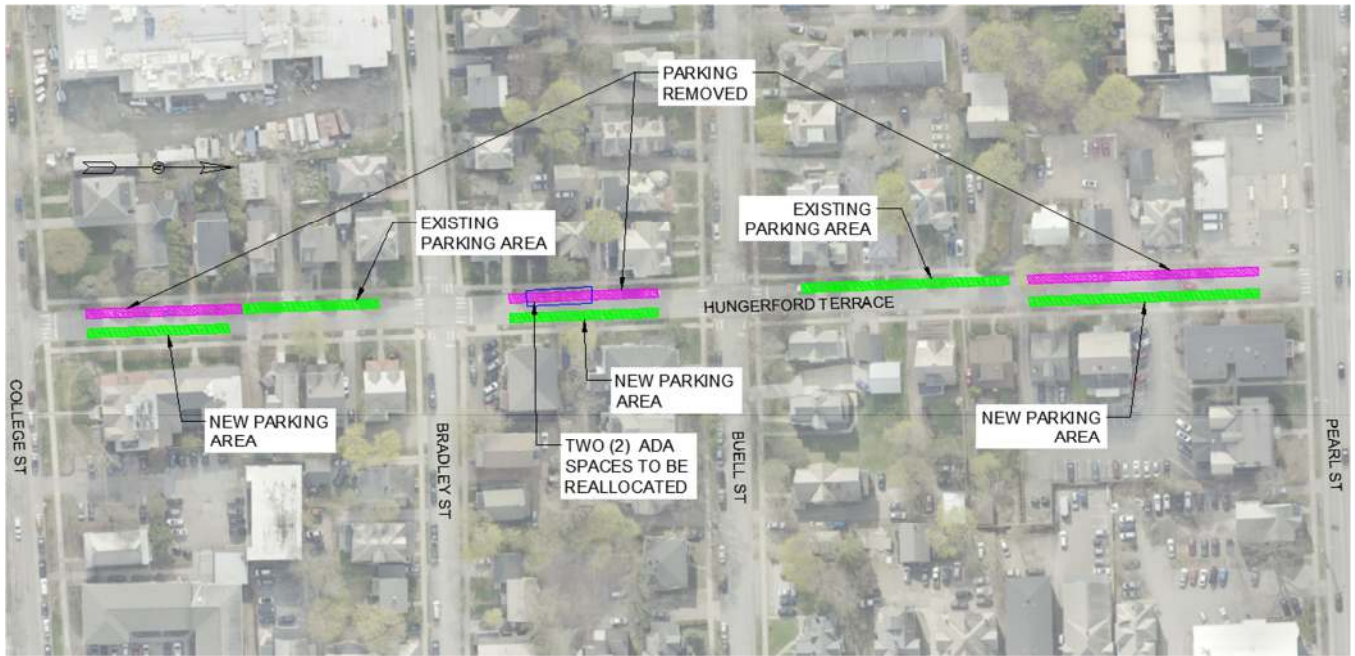 PARKING
REMOVED
N
EXISTING
PARKING AREA
EXISTING
PARKING AREA
HUNGERFORD TERRACE
NEW PARKING
AREA
NEW PARKING
AREA
NEW PARKING
AREA
TWO (2) ADA
SPACES TO BE
REALLOCATED
COLLEGE ST
BRADLEY ST
BUELL ST
PEARL ST